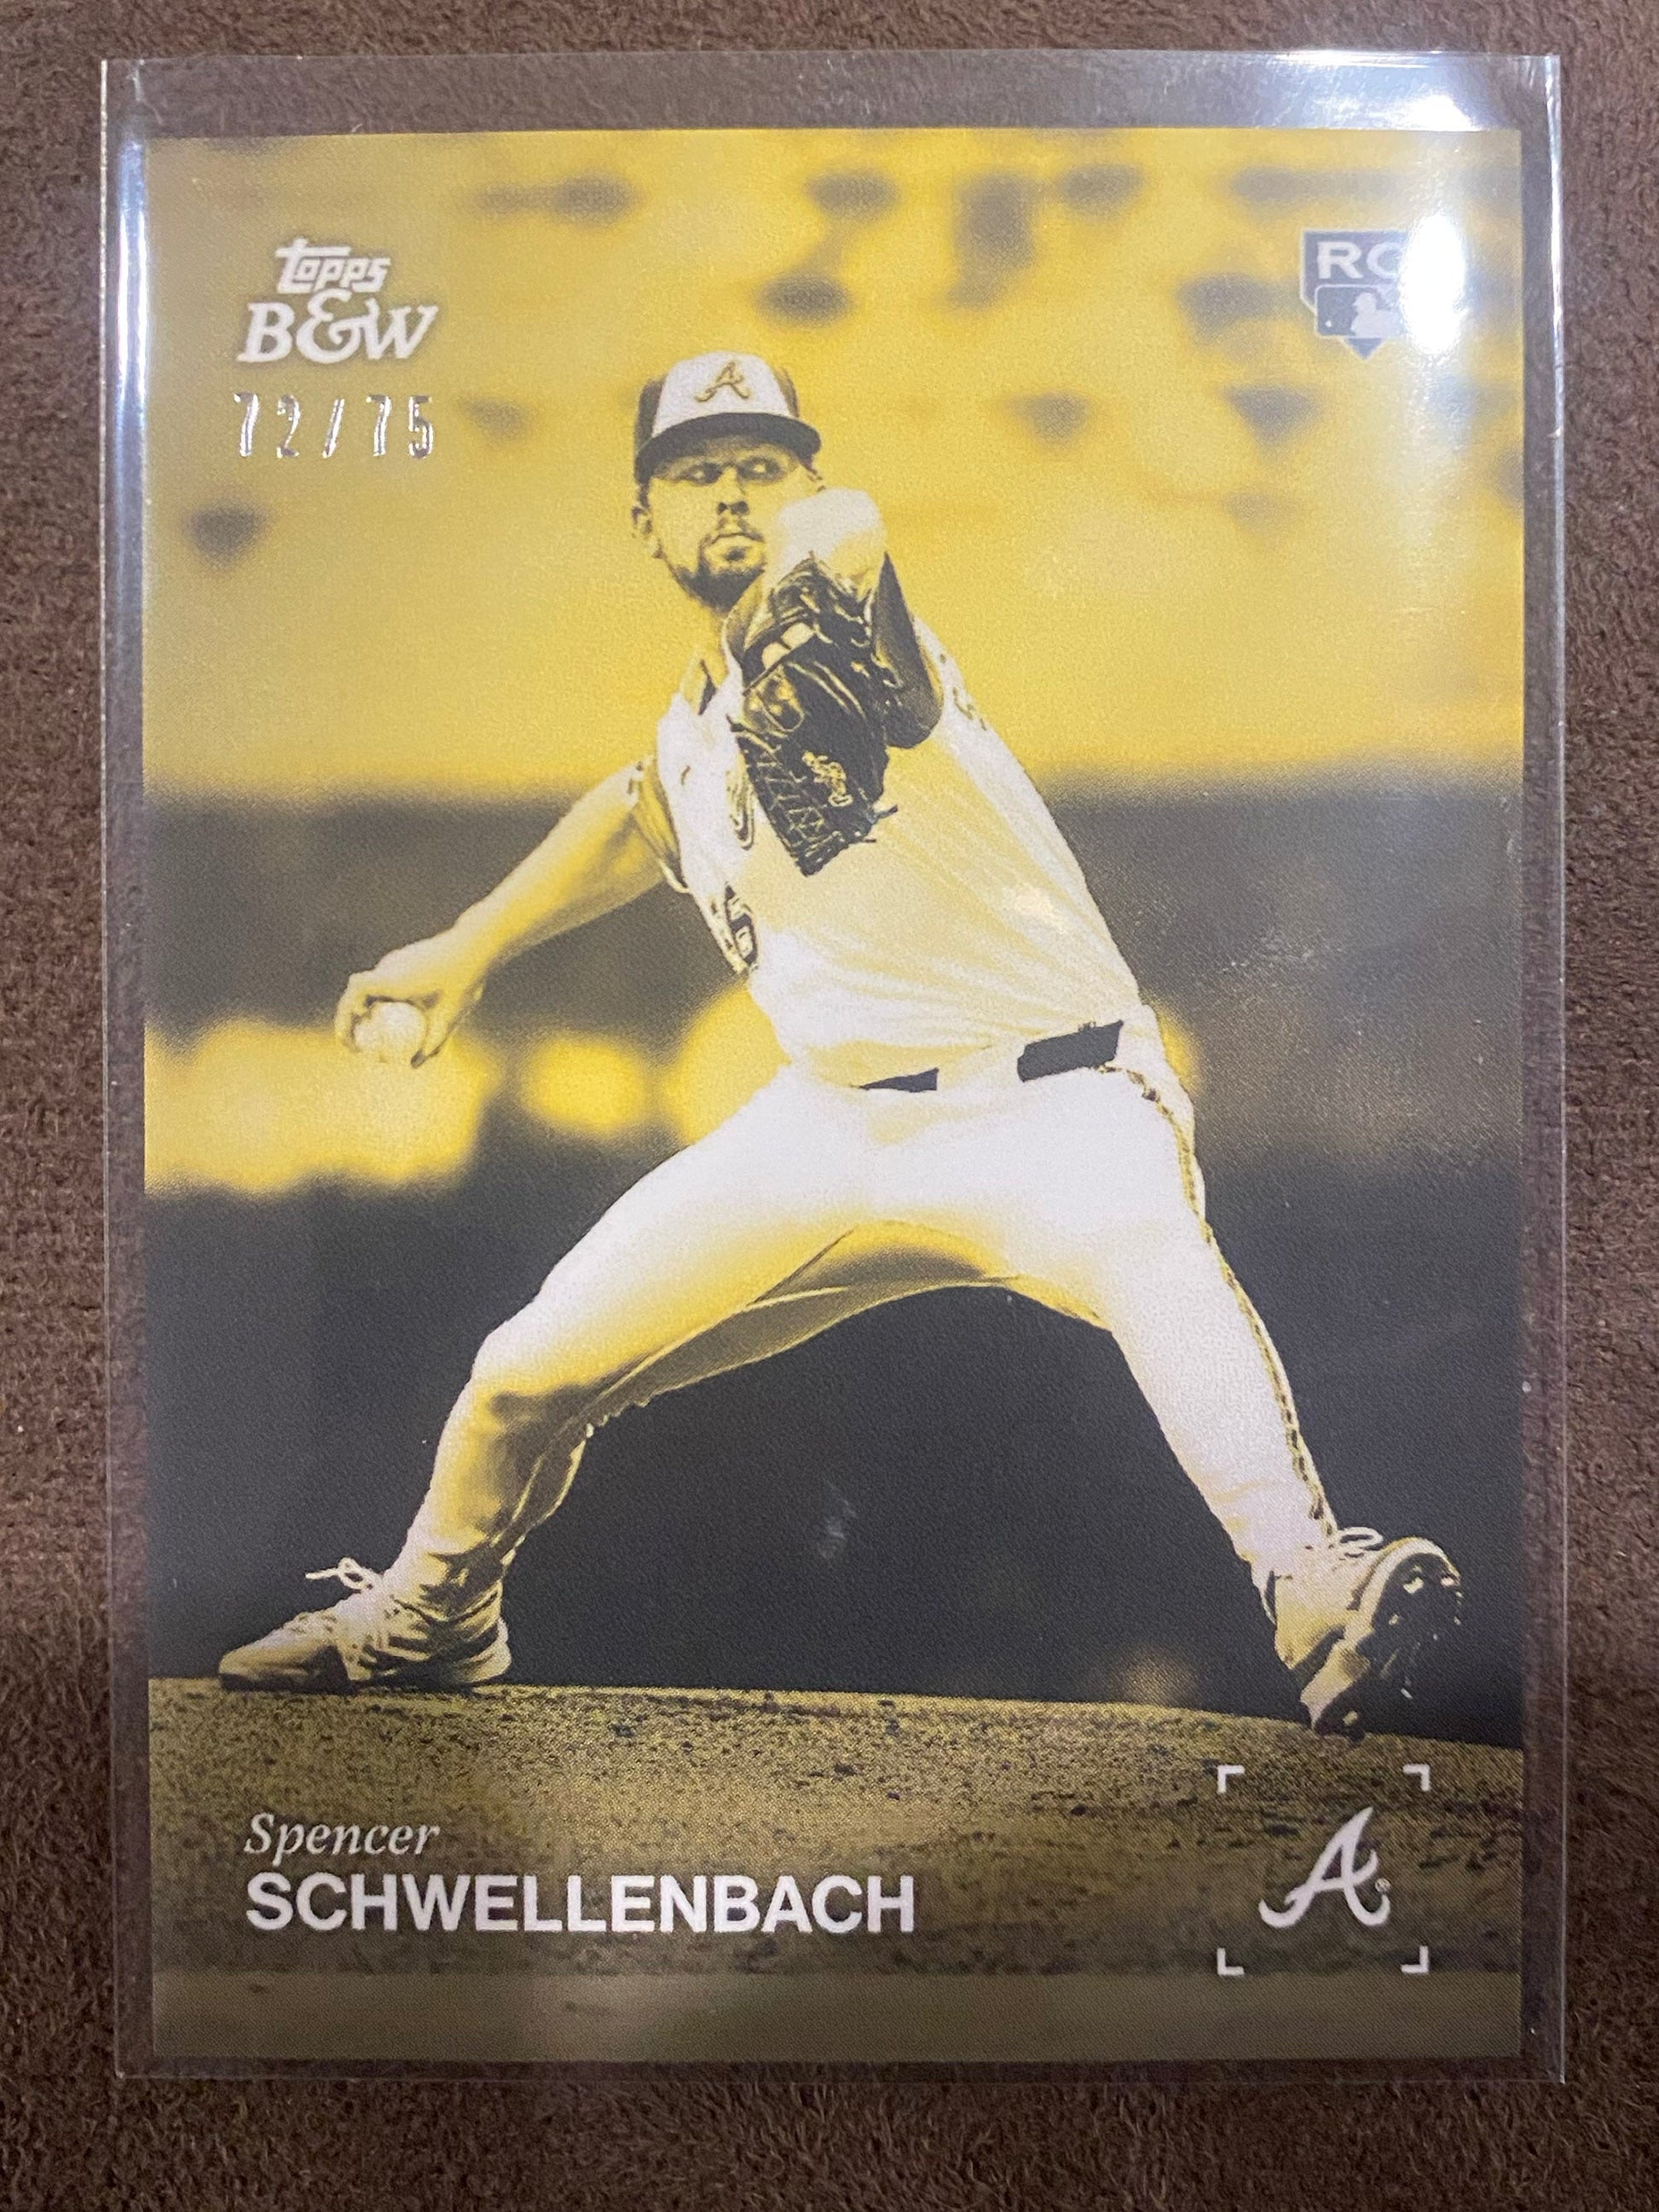 topps
B&W
RC
72/75
A
Spencer
SCHWELLENBACH
A